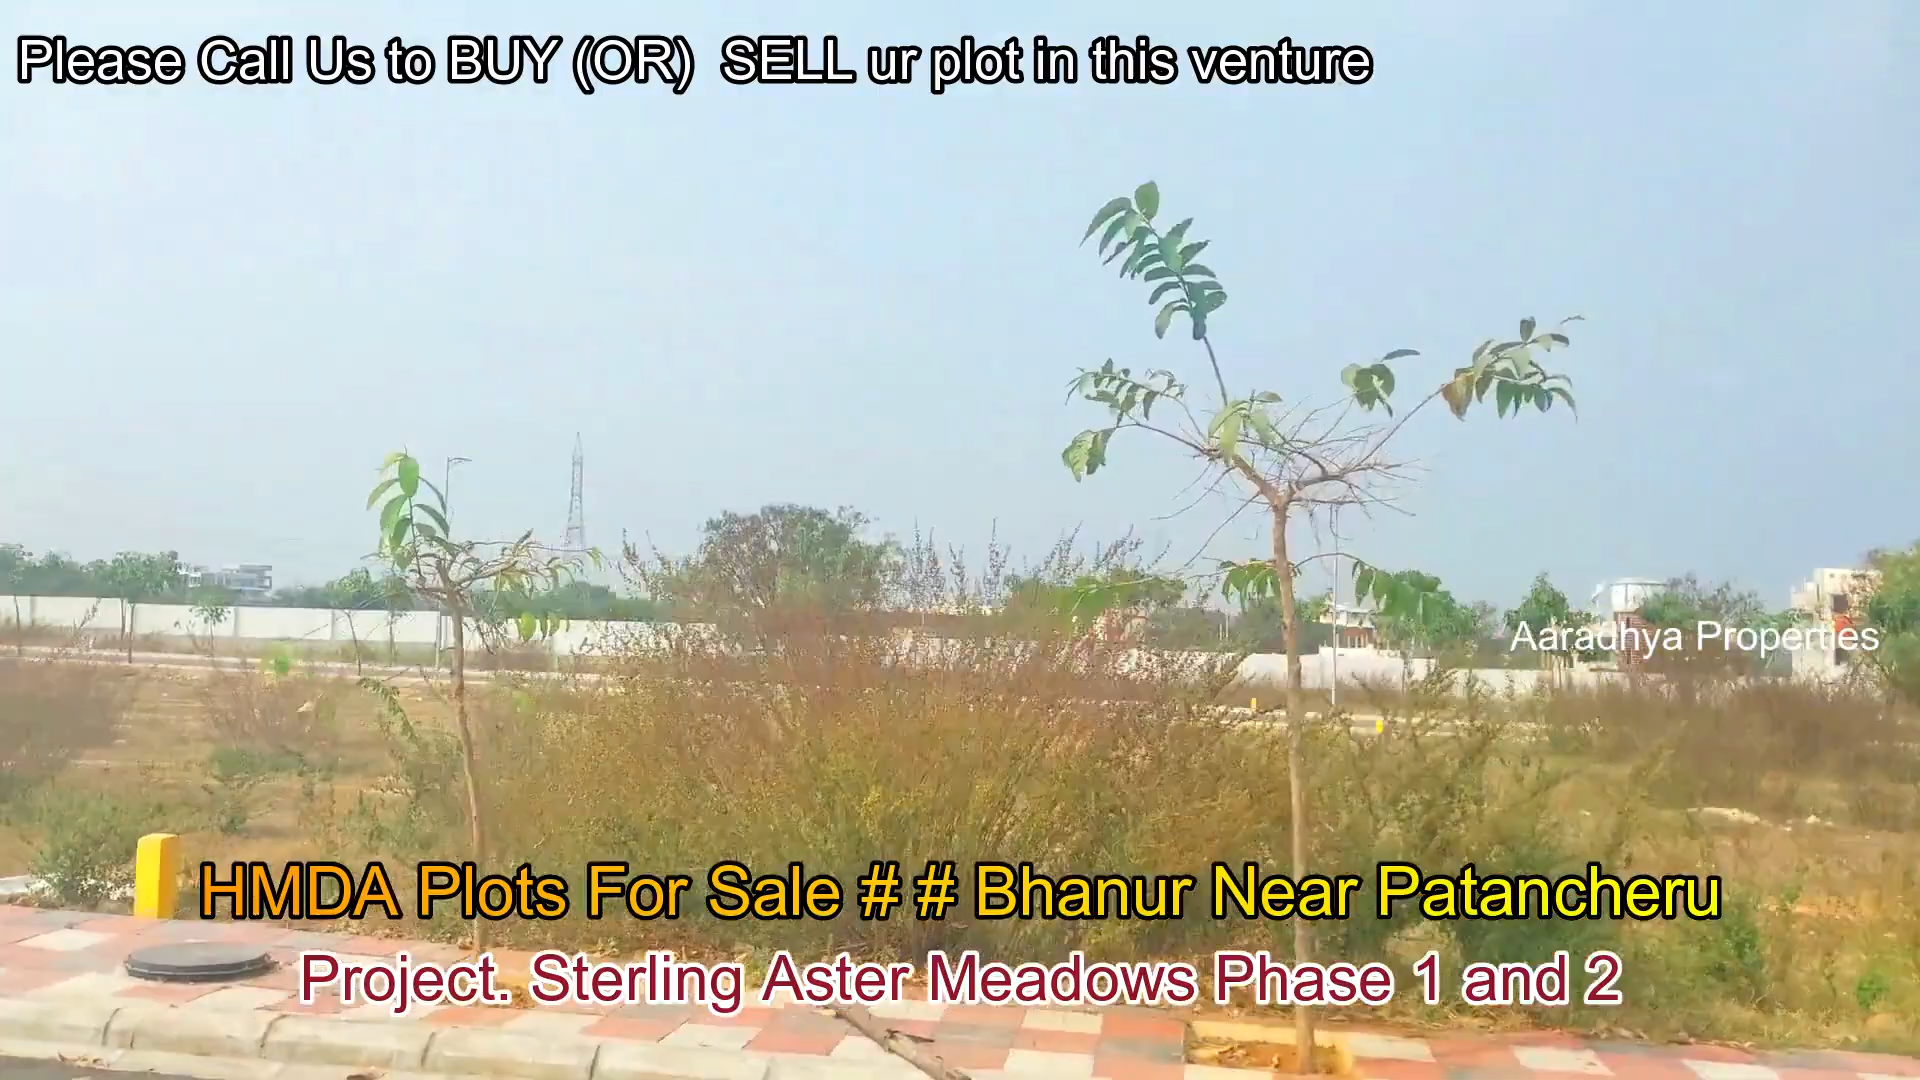 Please Call Us to BUY (OR) SELL ur plot in this venture
Aaradhya Properties
HMDA Plots For Sale # # Bhanur Near Patancheru
Project. Sterling Aster Meadows Phase 1 and 2